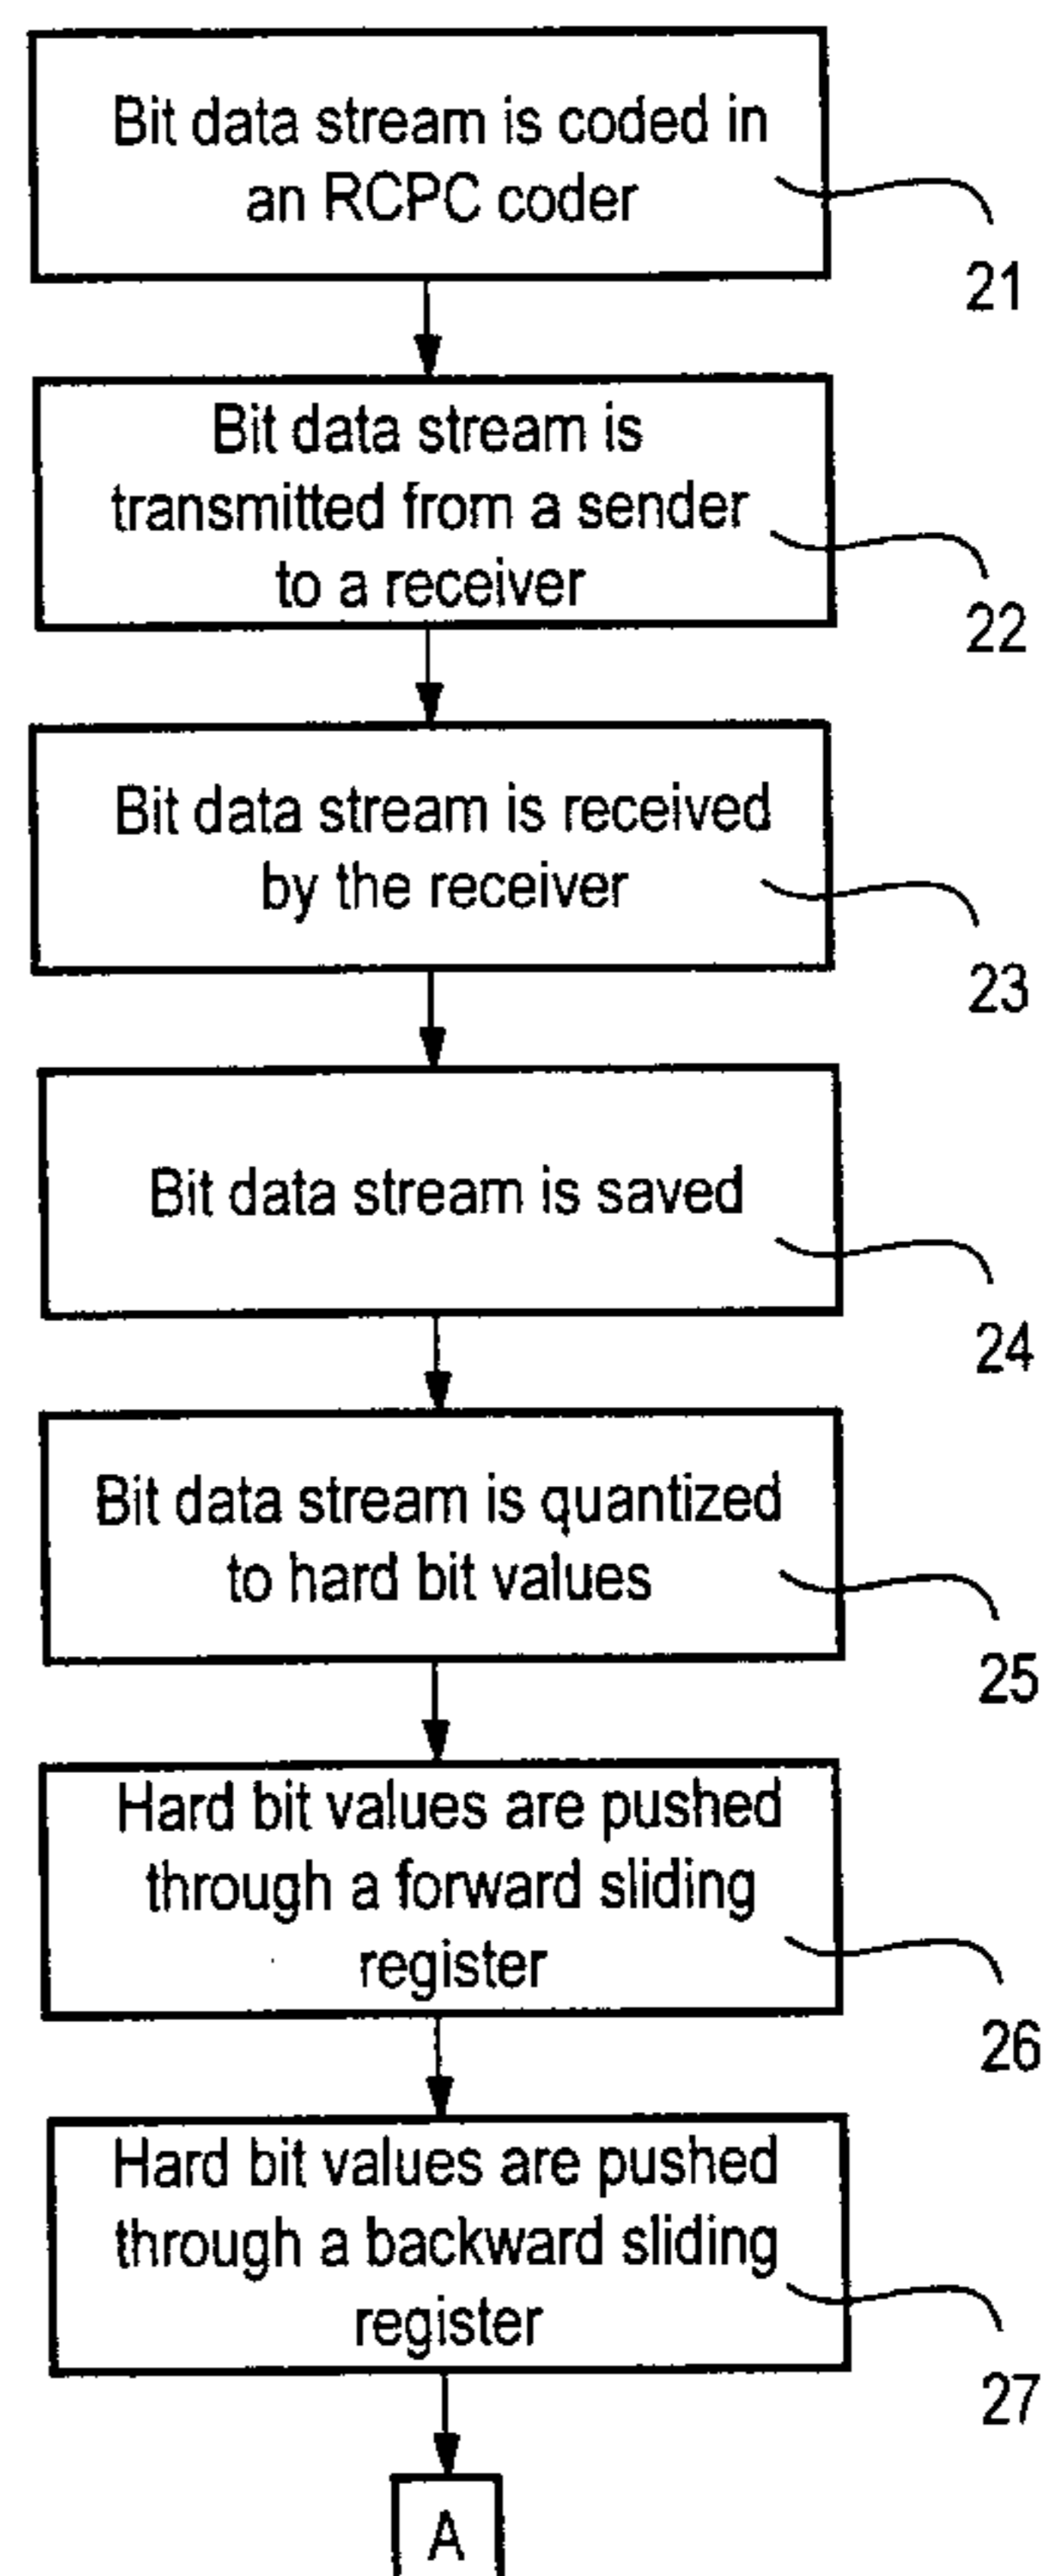 Bit data stream is coded in
an RCPC coder
21
Bit data stream is
transmitted from a sender
to a receiver
22
Bit data stream is received
by the receiver
23
Bit data stream is saved
24
Bit data stream is quantized
to hard bit values
25
Hard bit values are pushed
through a forward sliding
register
26
Hard bit values are pushed
through a backward sliding
register
27
A